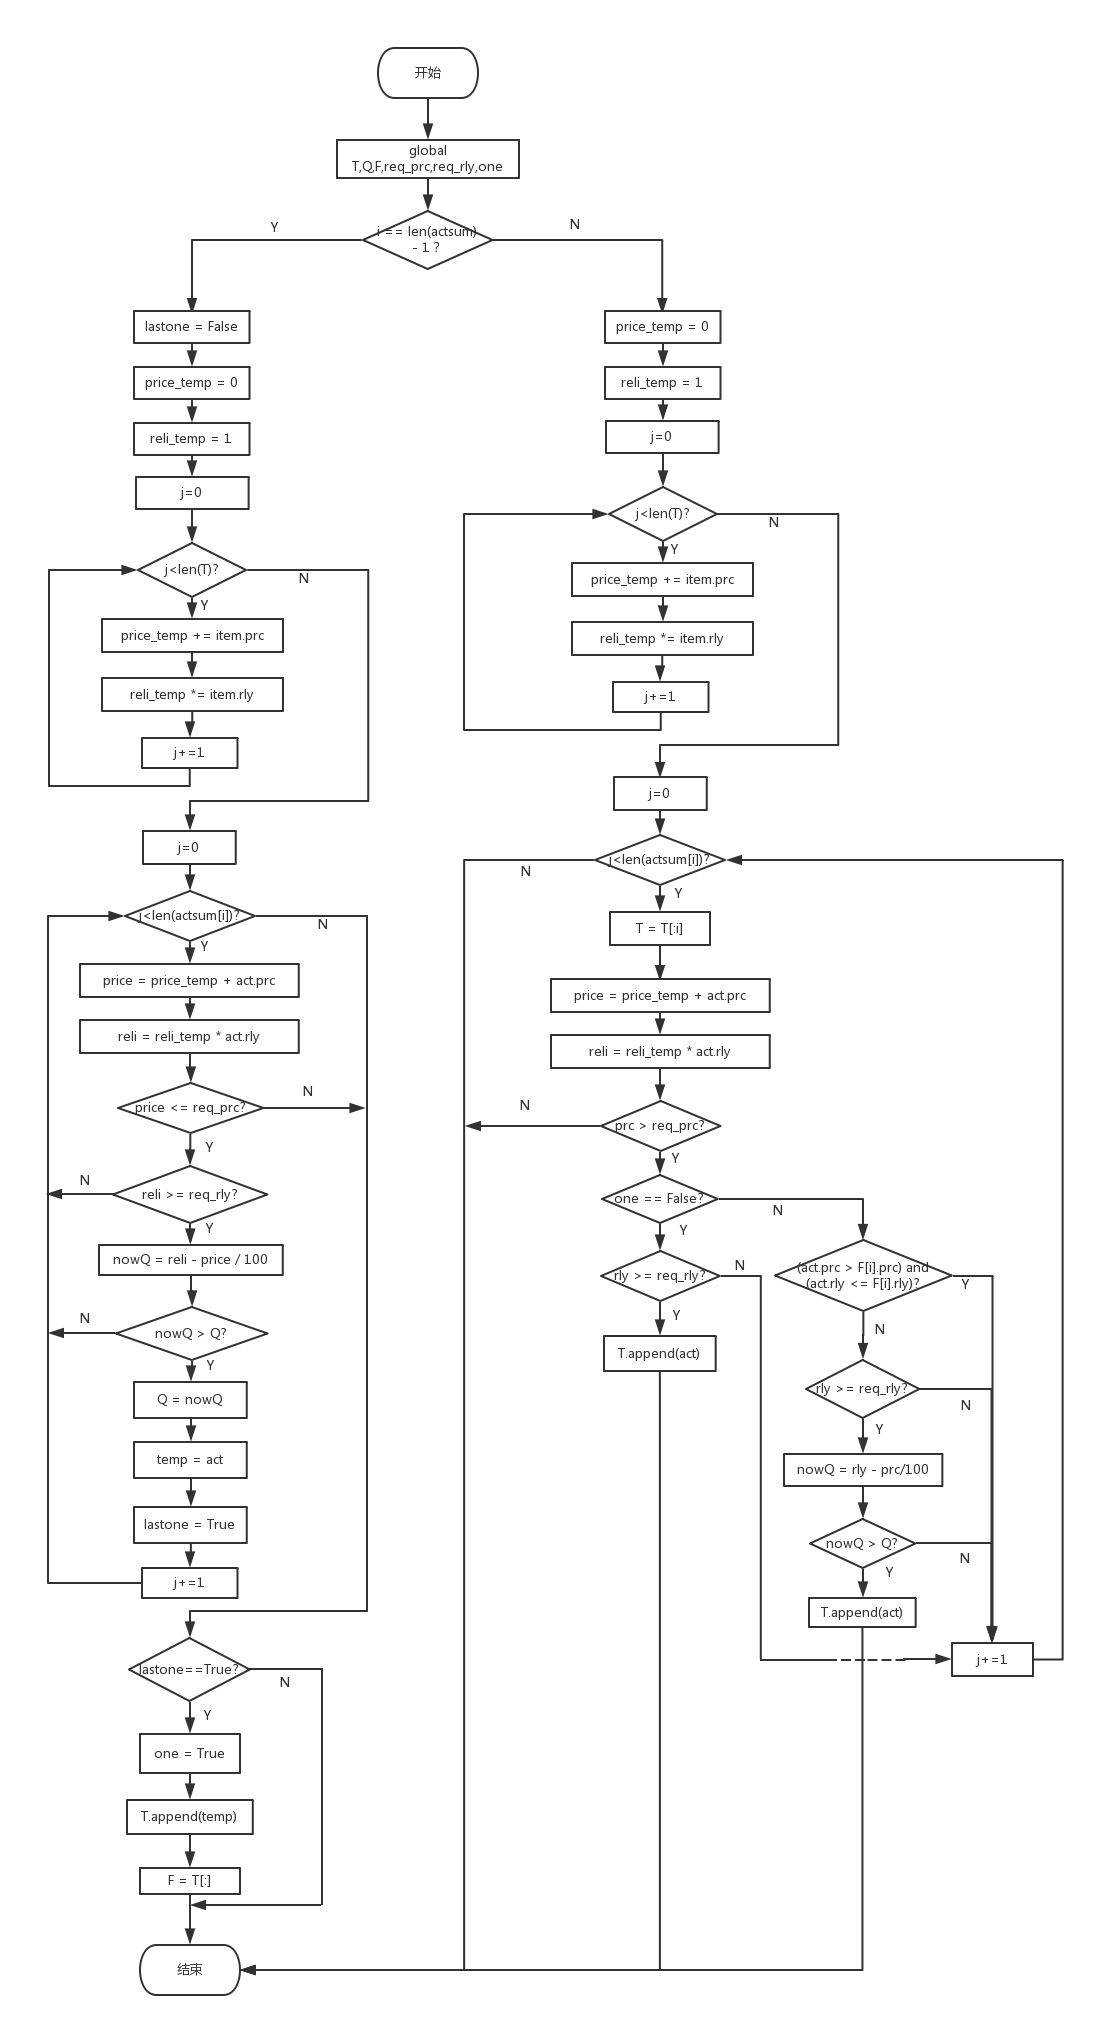 开始
global
T,Q,F,req_prc,req_rly,one
i == len(actsum)
- 1 ?
Y
N
lastone = False
price_temp = 0
reli_temp = 1
j=0
j<len(T)?
N
Y
price_temp += item.prc
reli_temp *= item.rly
j+=1
j=0
j<len(actsum[i])?
N
Y
price = price_temp + act.prc
reli = reli_temp * act.rly
price <= req_prc?
N
Y
reli >= req_rly?
N
Y
nowQ = reli - price / 100
nowQ > Q?
N
Y
Q = nowQ
temp = act
lastone = True
j+=1
lastone==True?
N
Y
one = True
T.append(temp)
F = T[:]
结束
price_temp = 0
reli_temp = 1
j=0
j<len(T)?
N
Y
price_temp += item.prc
reli_temp *= item.rly
j+=1
j=0
j<len(actsum[i])?
N
Y
T = T[:i]
price = price_temp + act.prc
reli = reli_temp * act.rly
prc > req_prc?
N
Y
one == False?
N
Y
rly >= req_rly?
N
Y
T.append(act)
(act.prc > F[i].prc) and
(act.rly <= F[i].rly)?
Y
N
rly >= req_rly?
N
Y
nowQ = rly - prc/100
nowQ > Q?
N
Y
T.append(act)
j+=1